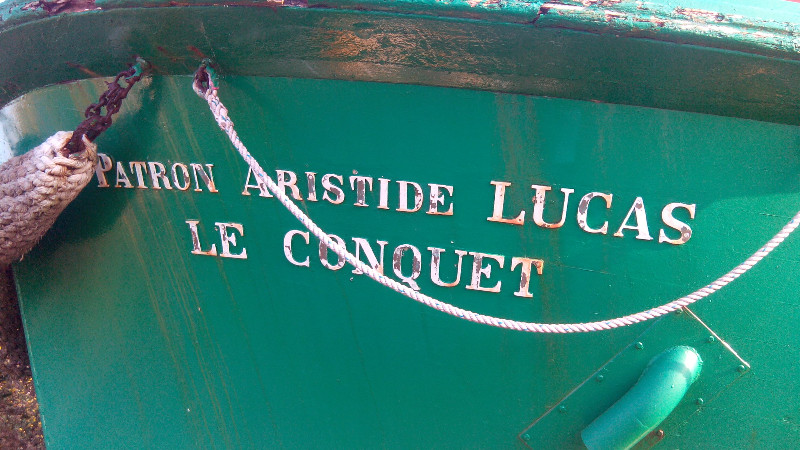 PATRON ARISTIDE LUCAS
LE CONQUET